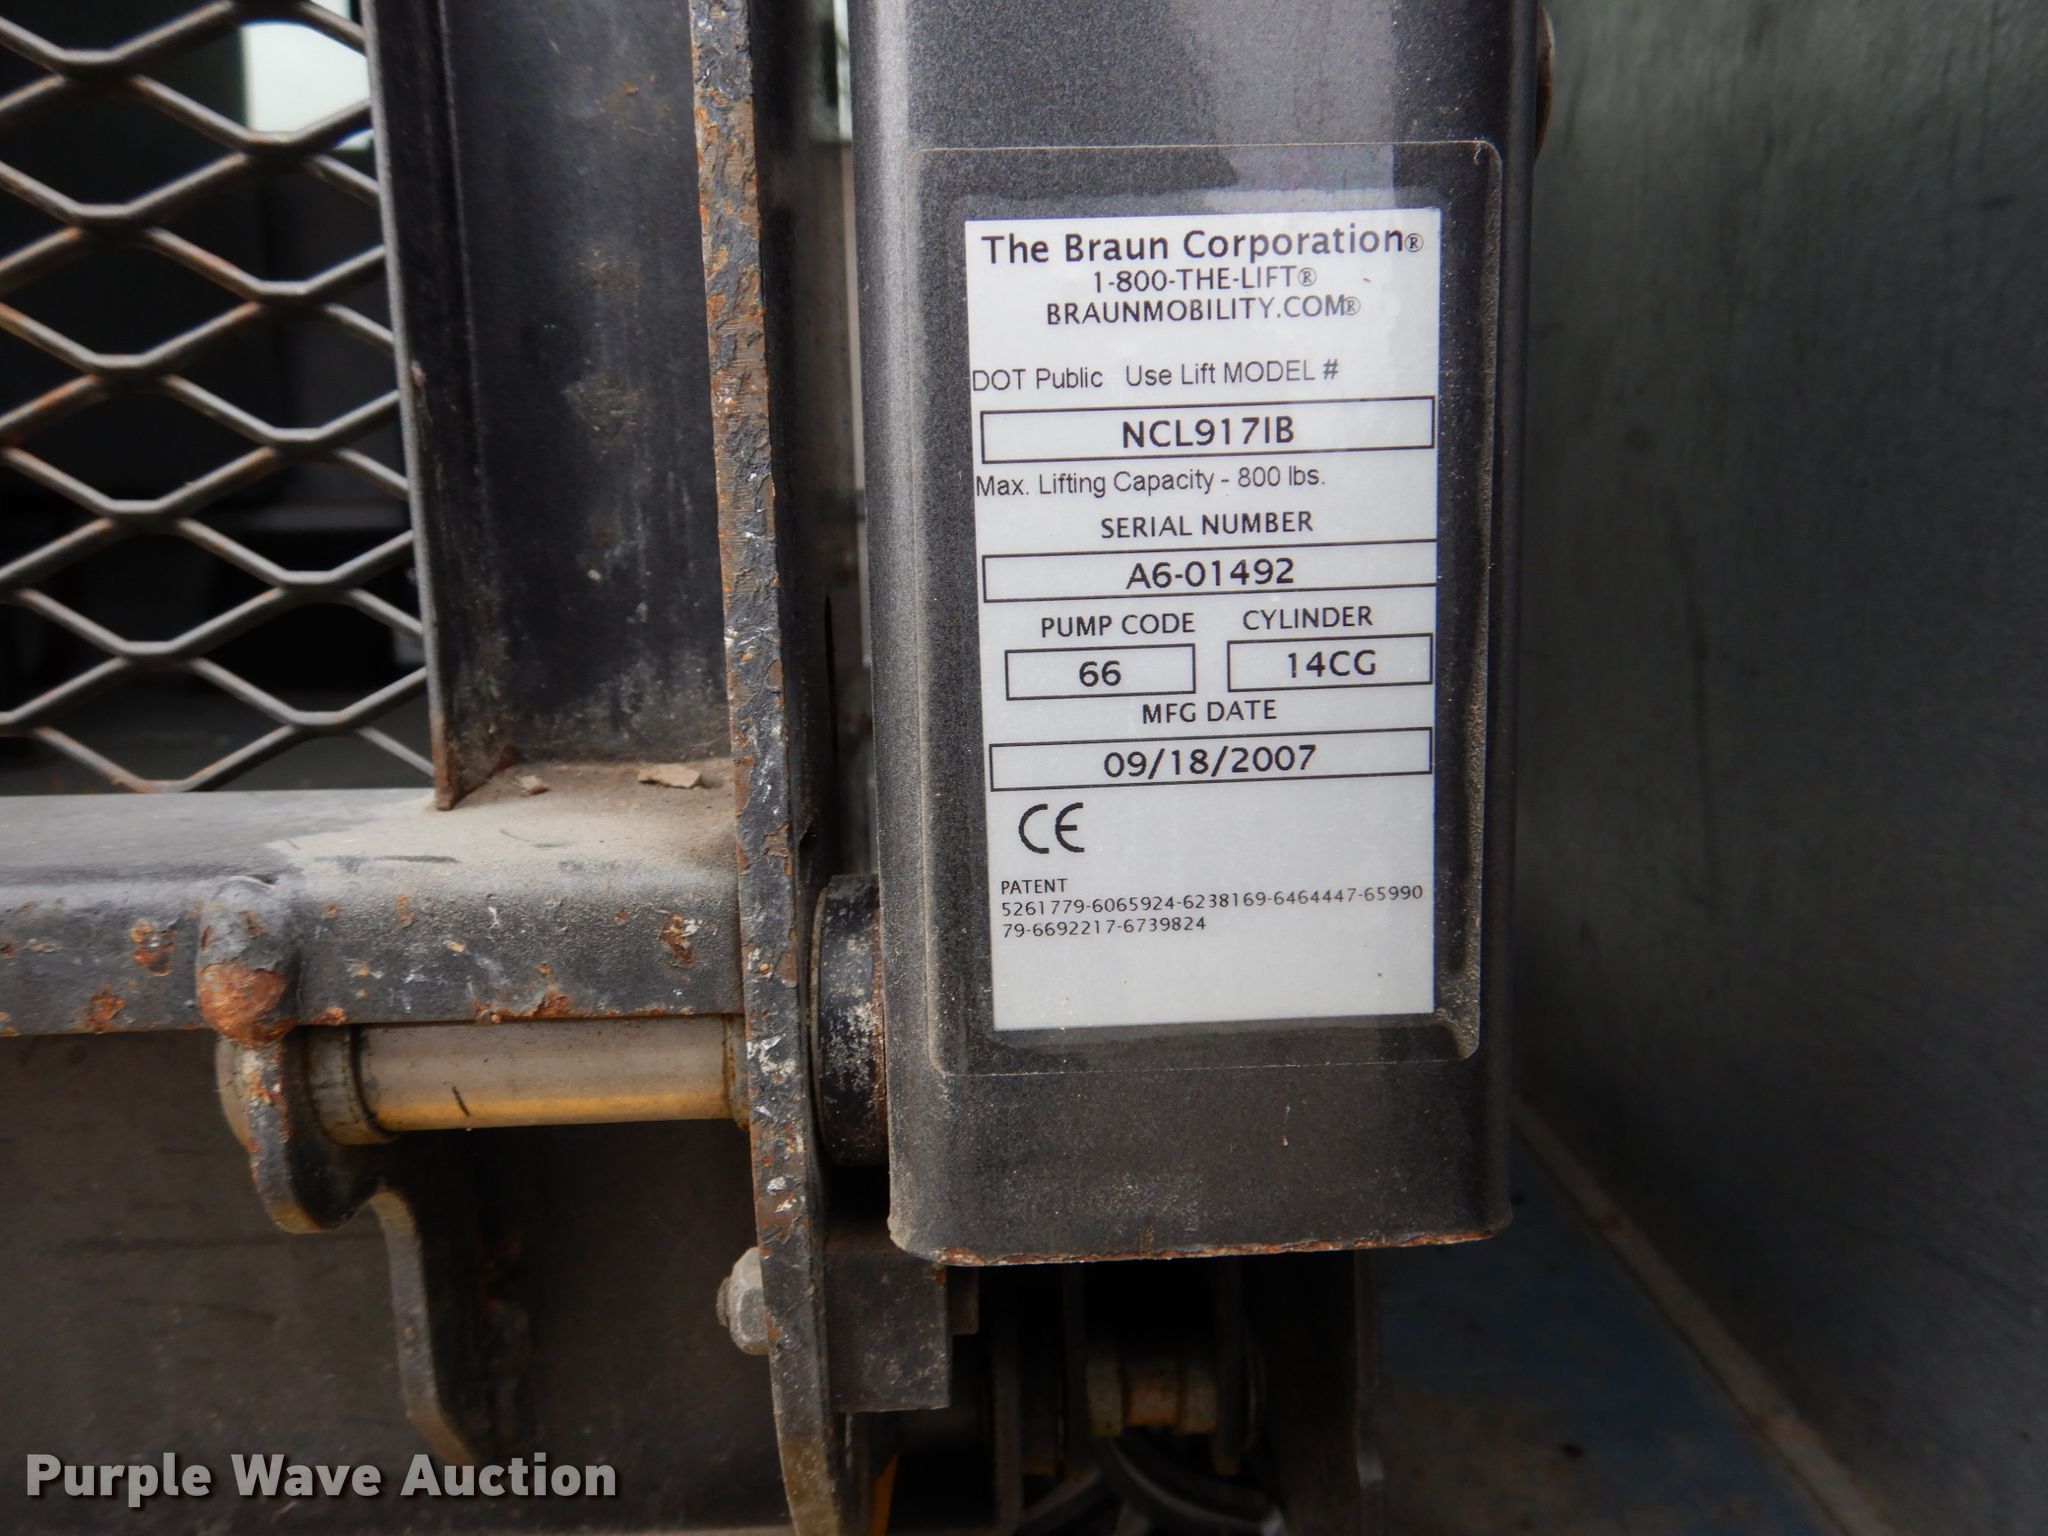 The Braun Corporation®
1-800-THE-LIFT®
BRAUNMOBILITY.COM®
DOT Public Use Lift MODEL #
NCL917IB
Max. Lifting Capacity - 800 lbs.
SERIAL NUMBER
A6-01492
PUMP CODE CYLINDER
66 14CG
MFG DATE
09/18/2007
CE
PATENT
5261779-6065924-6238169-6464447-65990
79-6692217-6739824
Purple Wave Auction